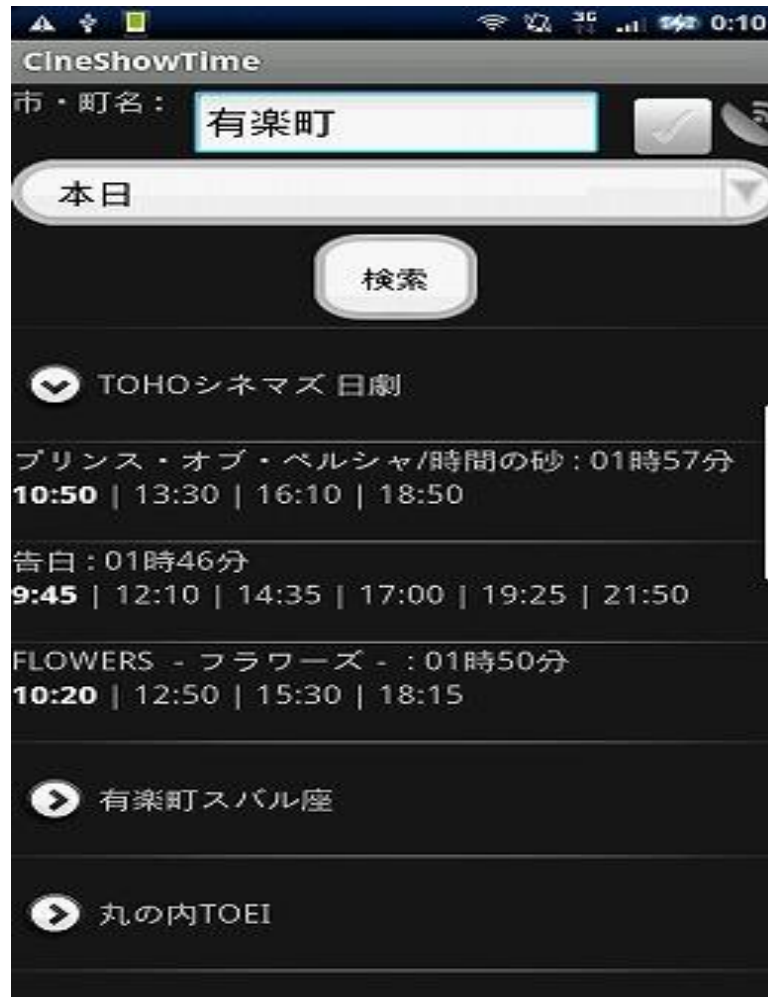 3G
0:10
CineShowTime
市・町名：
有楽町
本日
検索
TOHOシネマズ 日劇
プリンス・オブ・ペルシャ/時間の砂 : 01時57分
10:50 | 13:30 | 16:10 | 18:50
告白 : 01時46分
9:45 | 12:10 | 14:35 | 17:00 | 19:25 | 21:50
FLOWERS - フラワーズ - : 01時50分
10:20 | 12:50 | 15:30 | 18:15
有楽町スバル座
丸の内TOEI